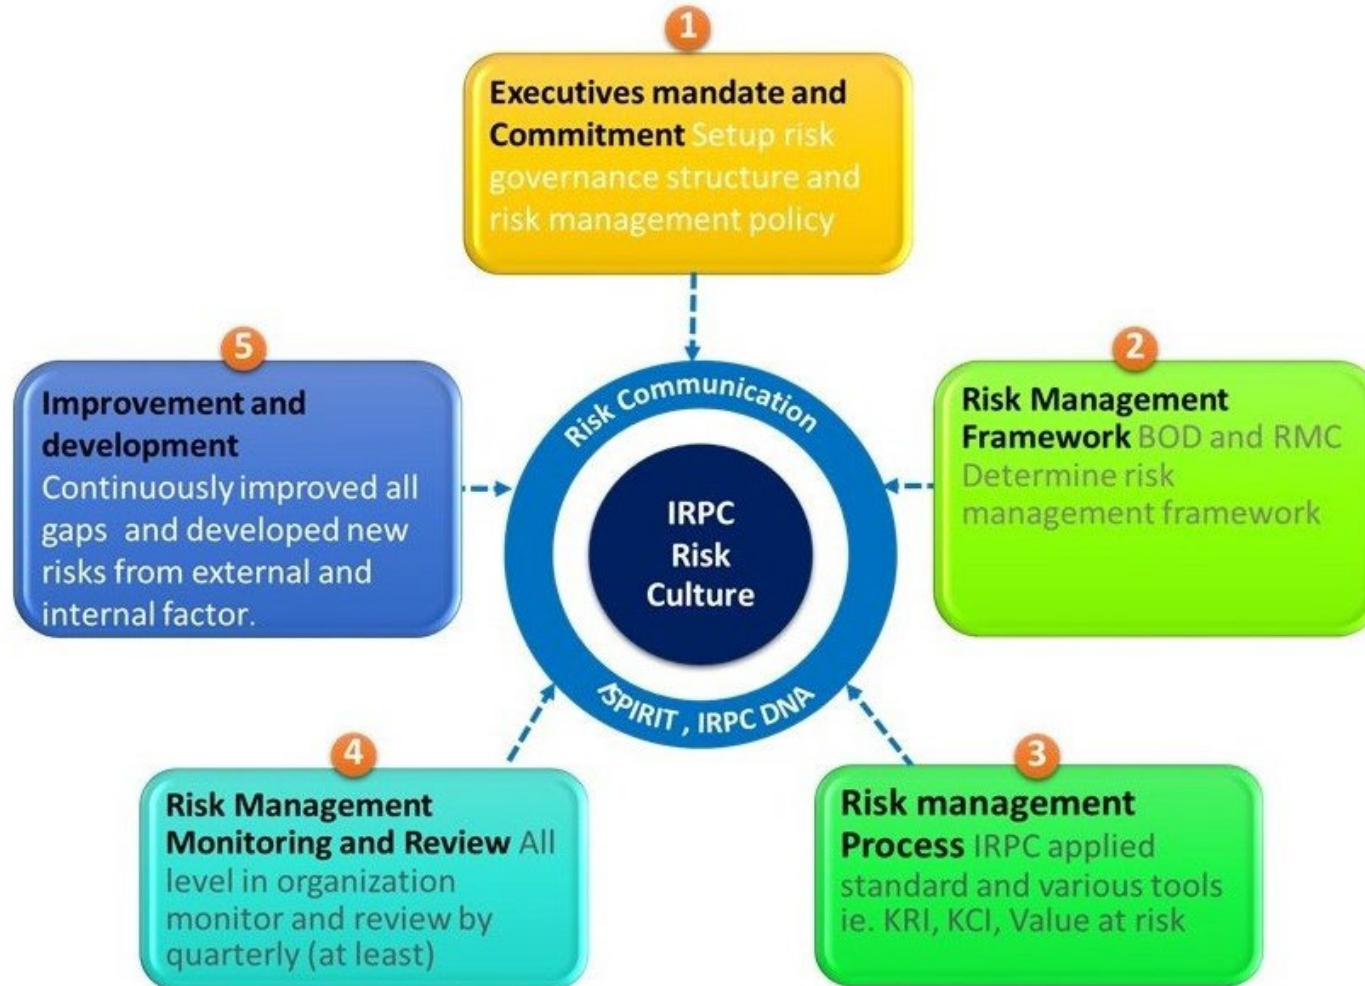 1
Executives mandate and
Commitment Setup risk
governance structure and
risk management policy
2
Risk Management
Framework BOD and RMC
Determine risk
management framework
3
Risk management
Process IRPC applied
standard and various tools
ie. KRI, KCI, Value at risk
4
Risk Management
Monitoring and Review All
level in organization
monitor and review by
quarterly (at least)
5
Improvement and
development
Continuously improved all
gaps and developed new
risks from external and
internal factor.
Risk Communication
IRPC
Risk
Culture
iSPIRIT , IRPC DNA